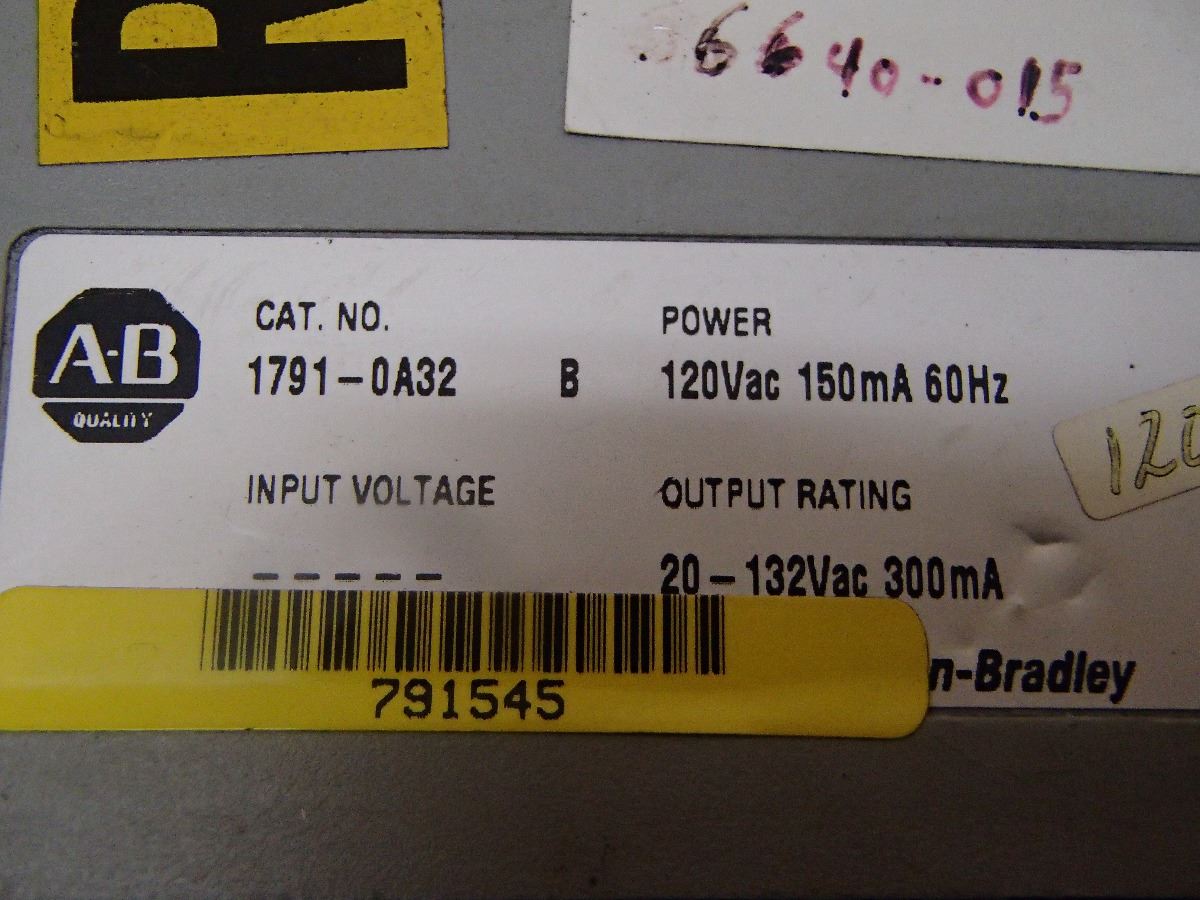 R
6640-015
A-B
QUALITY
CAT. NO.
1791-0A32 B
POWER
120Vac 150mA 60Hz
INPUT VOLTAGE
-----
OUTPUT RATING
20-132Vac 300mA
n-Bradley
791545